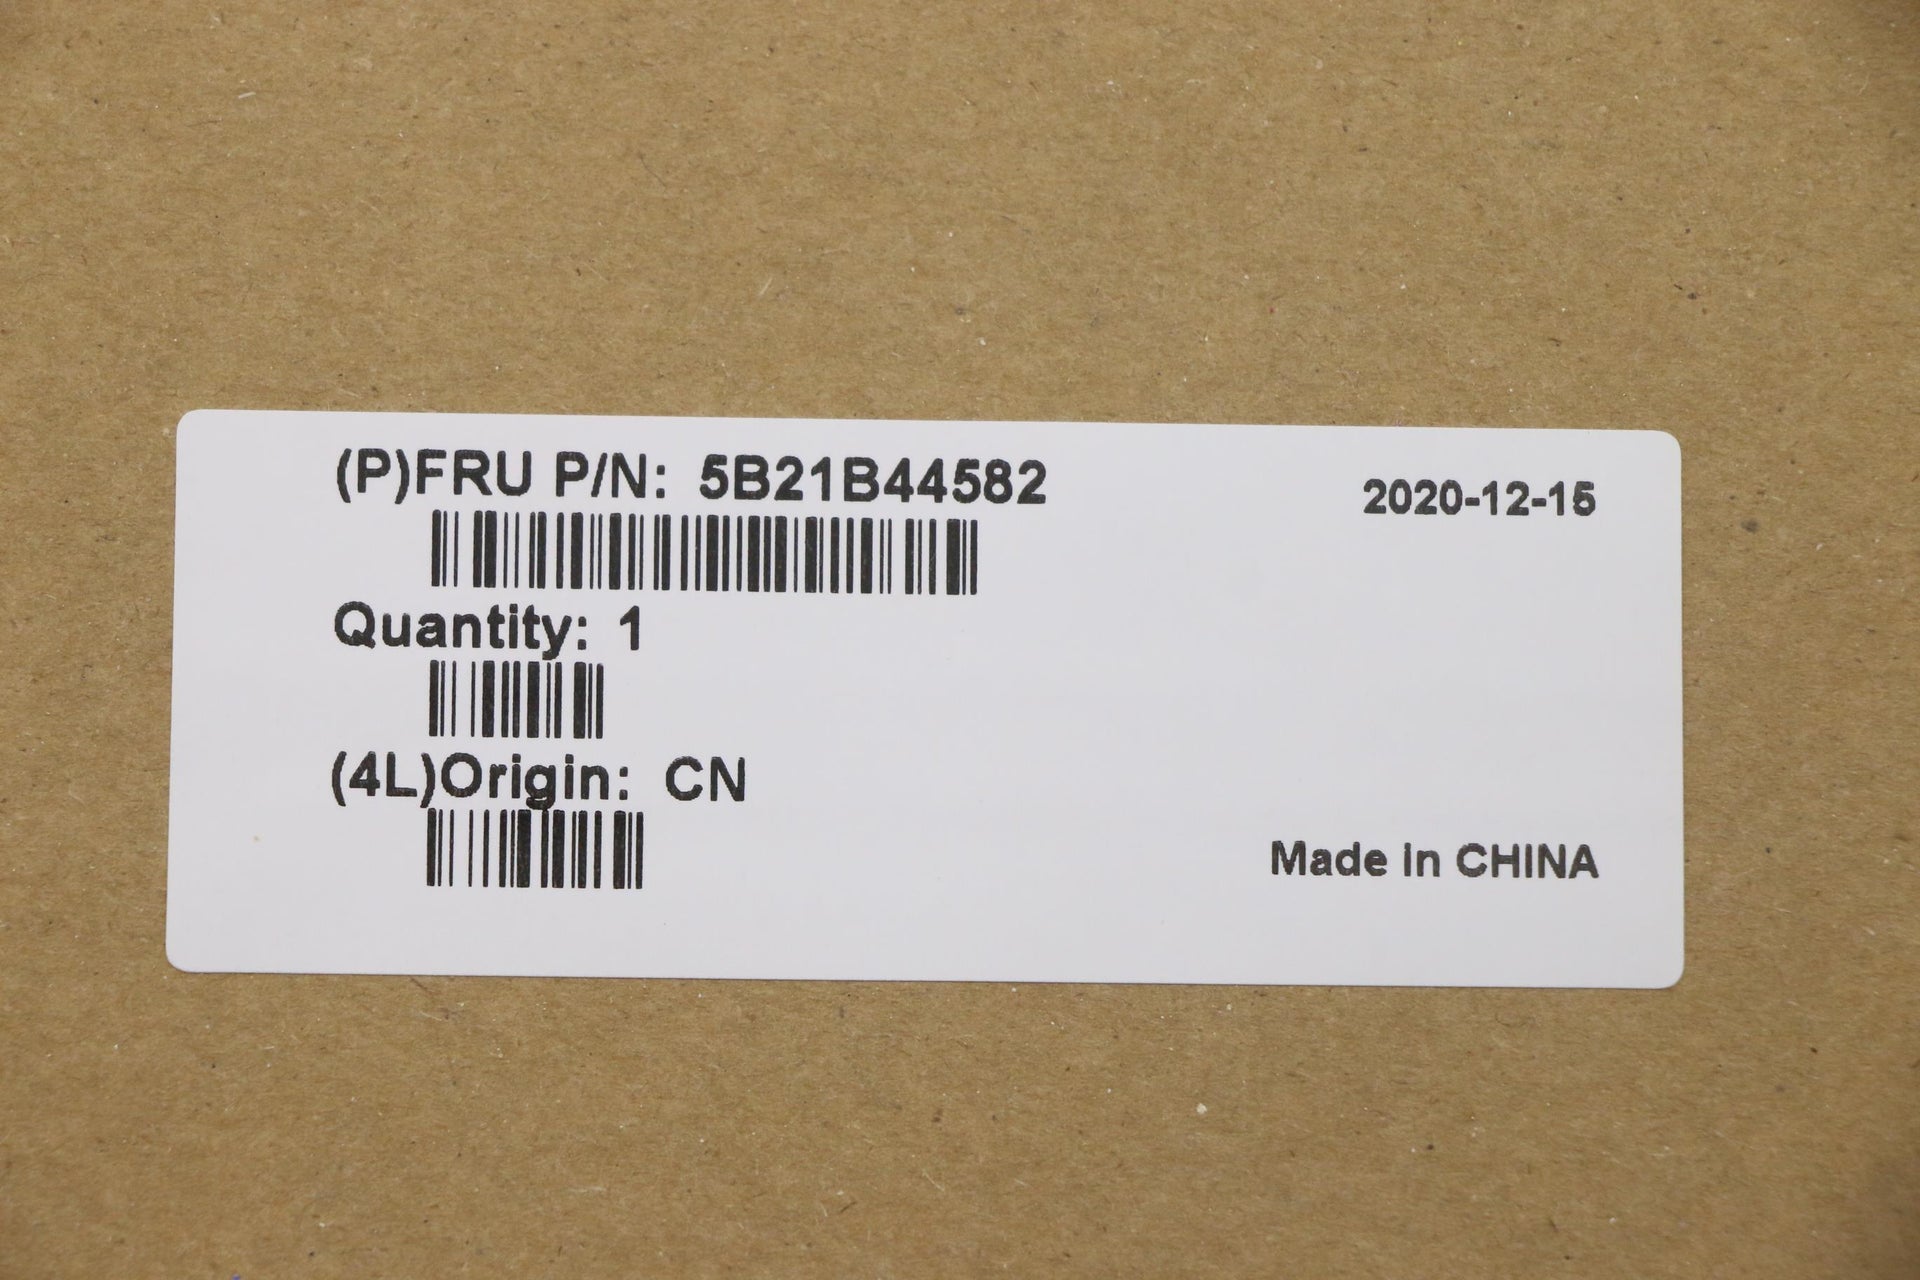 (P)FRU P/N: 5B21B44582
2020-12-15
Quantity: 1
(4L)Origin: CN
Made in CHINA